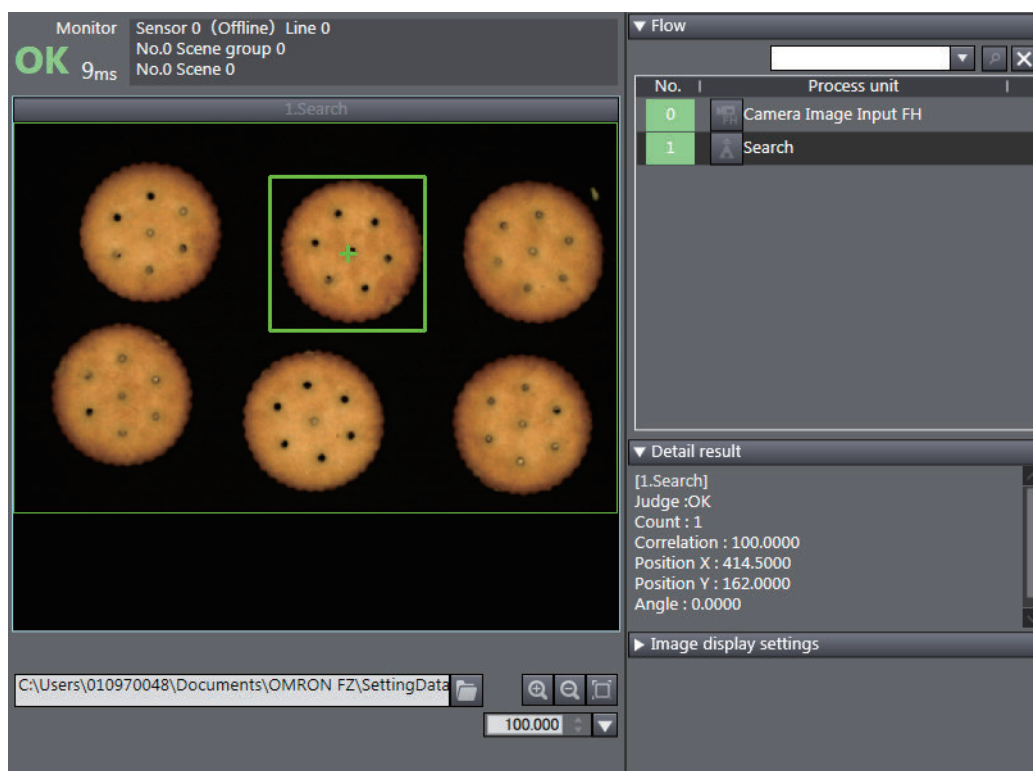 Monitor
OK 9ms
Sensor 0 (Offline) Line 0
No.0 Scene group 0
No.0 Scene 0
1.Search
C:\Users\010970048\Documents\OMRON FZ\SettingData
100.000
▼ Flow
No. | Process unit |
0 FH Camera Image Input FH
1 Search
▼ Detail result
[1.Search]
Judge :OK
Count : 1
Correlation : 100.0000
Position X : 414.5000
Position Y : 162.0000
Angle : 0.0000
▶ Image display settings